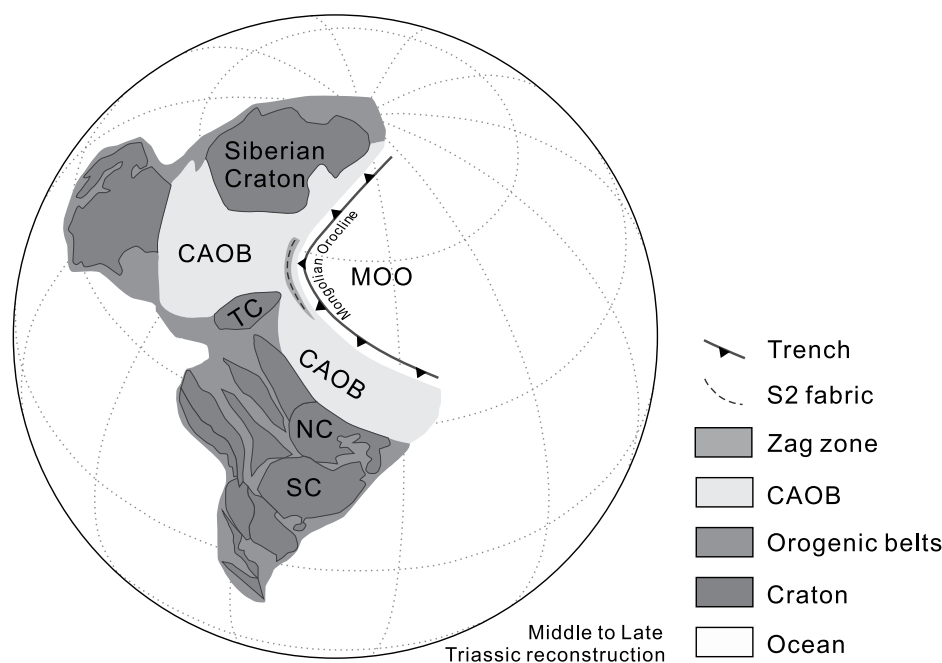 Siberian
Craton
CAOB
Mongolian Orocline
MOO
TC
CAOB
NC
SC
Trench
S2 fabric
Zag zone
CAOB
Orogenic belts
Craton
Ocean
Middle to Late
Triassic reconstruction